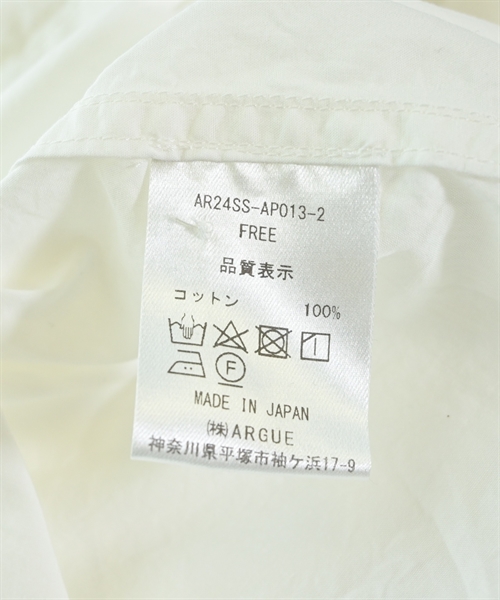 AR24SS-AP013-2
FREE
品質表示
コットン 100%
MADE IN JAPAN
㈱ARGUE
神奈川県平塚市袖ケ浜17-9